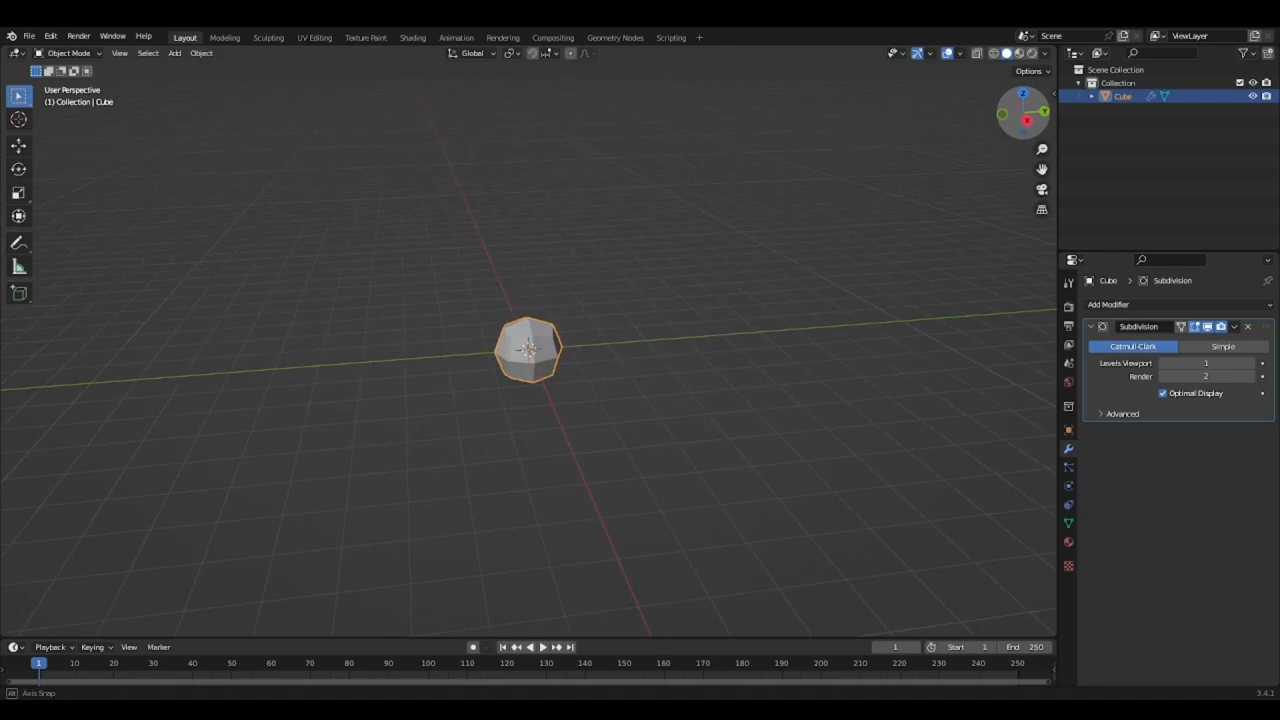 File Edit Render Window Help Layout Modeling Sculpting UV Editing Texture Paint Shading Animation Rendering Compositing Geometry Nodes Scripting + Scene ViewLayer
Object Mode View Select Add Object Global
Options
User Perspective
(1) Collection | Cube
Scene Collection
Collection
Cube
Z
Y
X
Cube > Subdivision
Add Modifier
Subdivision
Catmull-Clark Simple
Levels Viewport 1
Render 2
Optimal Display
Advanced
Playback Keying View Marker 1 Start 1 End 250
1 10 20 30 40 50 60 70 80 90 100 110 120 130 140 150 160 170 180 190 200 210 220 230 240 250
Alt Axis Snap 3.4.1